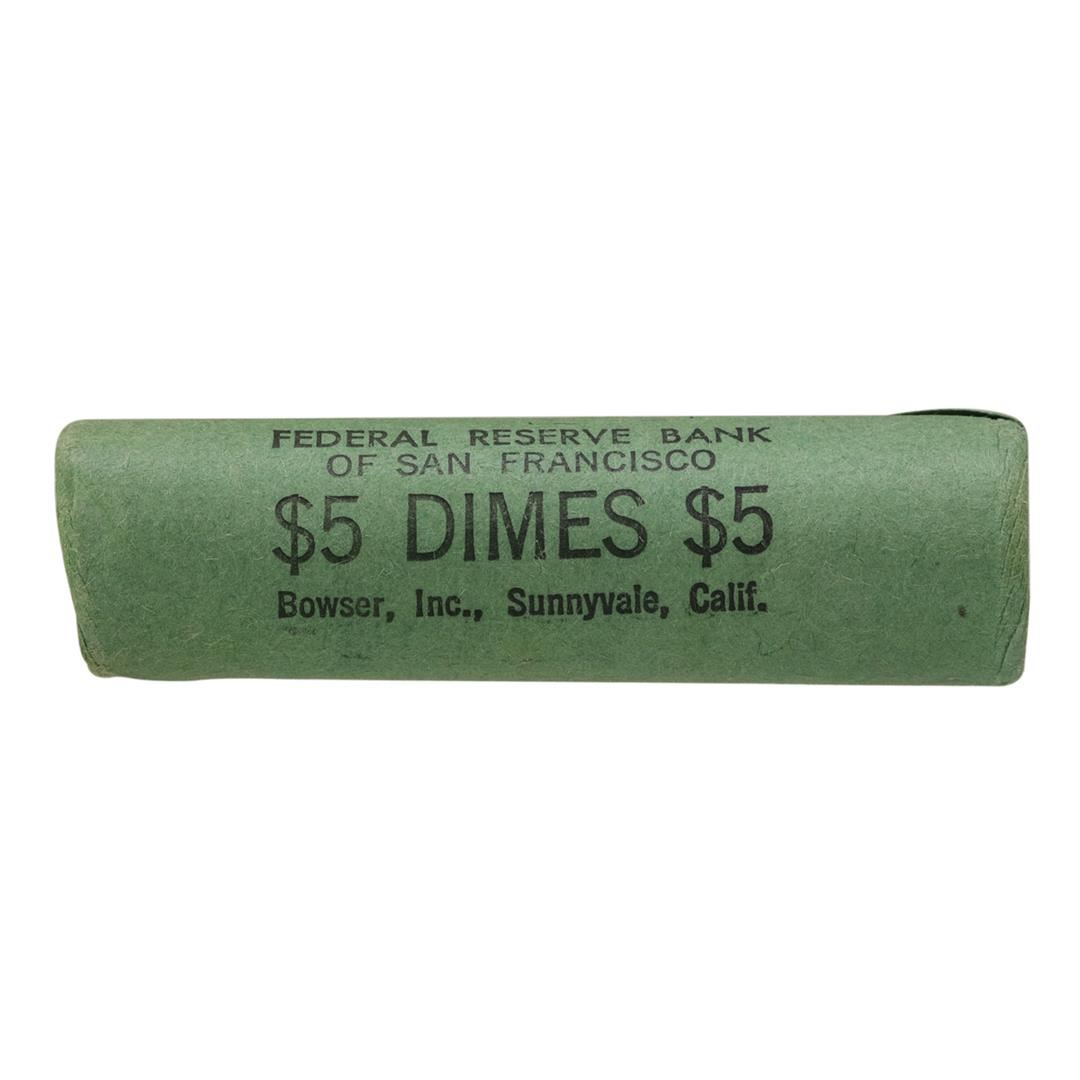 FEDERAL RESERVE BANK
OF SAN FRANCISCO
$5 DIMES $5
Bowser, Inc., Sunnyvale, Calif.